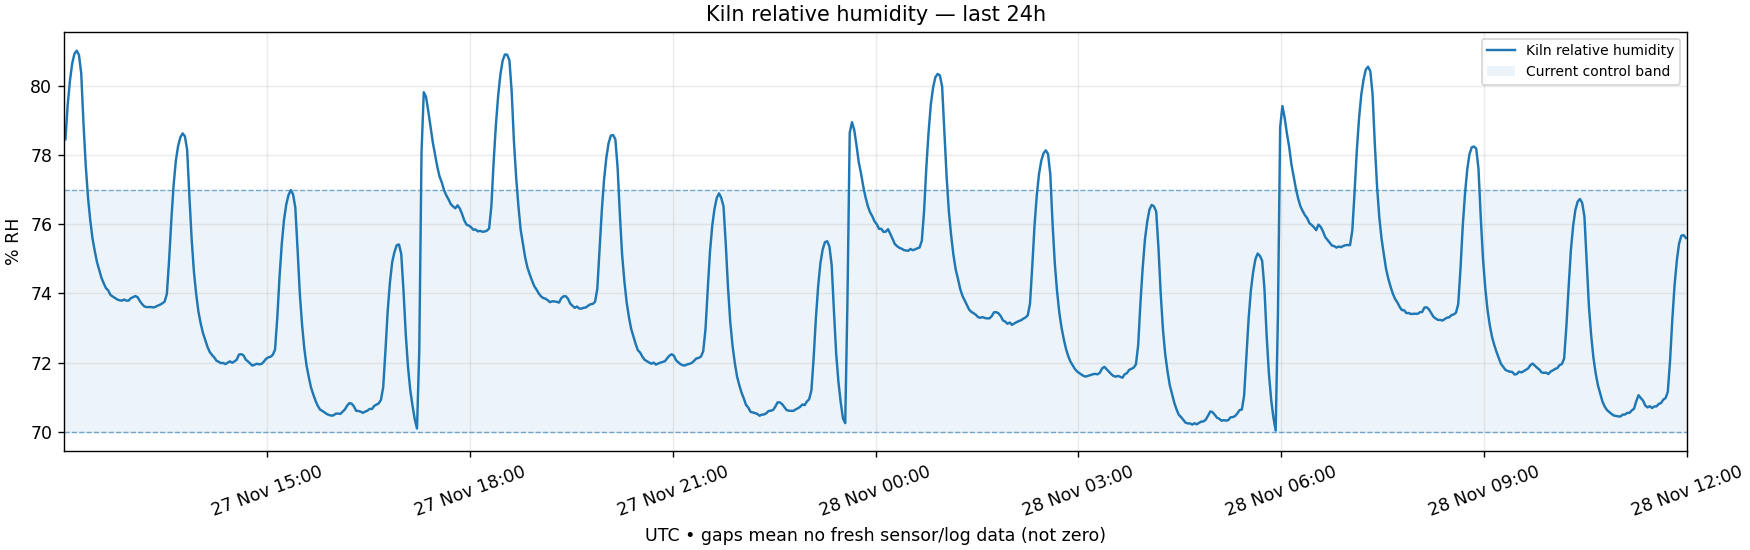 Kiln relative humidity — last 24h
Kiln relative humidity
Current control band
% RH
80
78
76
74
72
70
27 Nov 15:00
27 Nov 18:00
27 Nov 21:00
28 Nov 00:00
28 Nov 03:00
28 Nov 06:00
28 Nov 09:00
28 Nov 12:00
UTC • gaps mean no fresh sensor/log data (not zero)